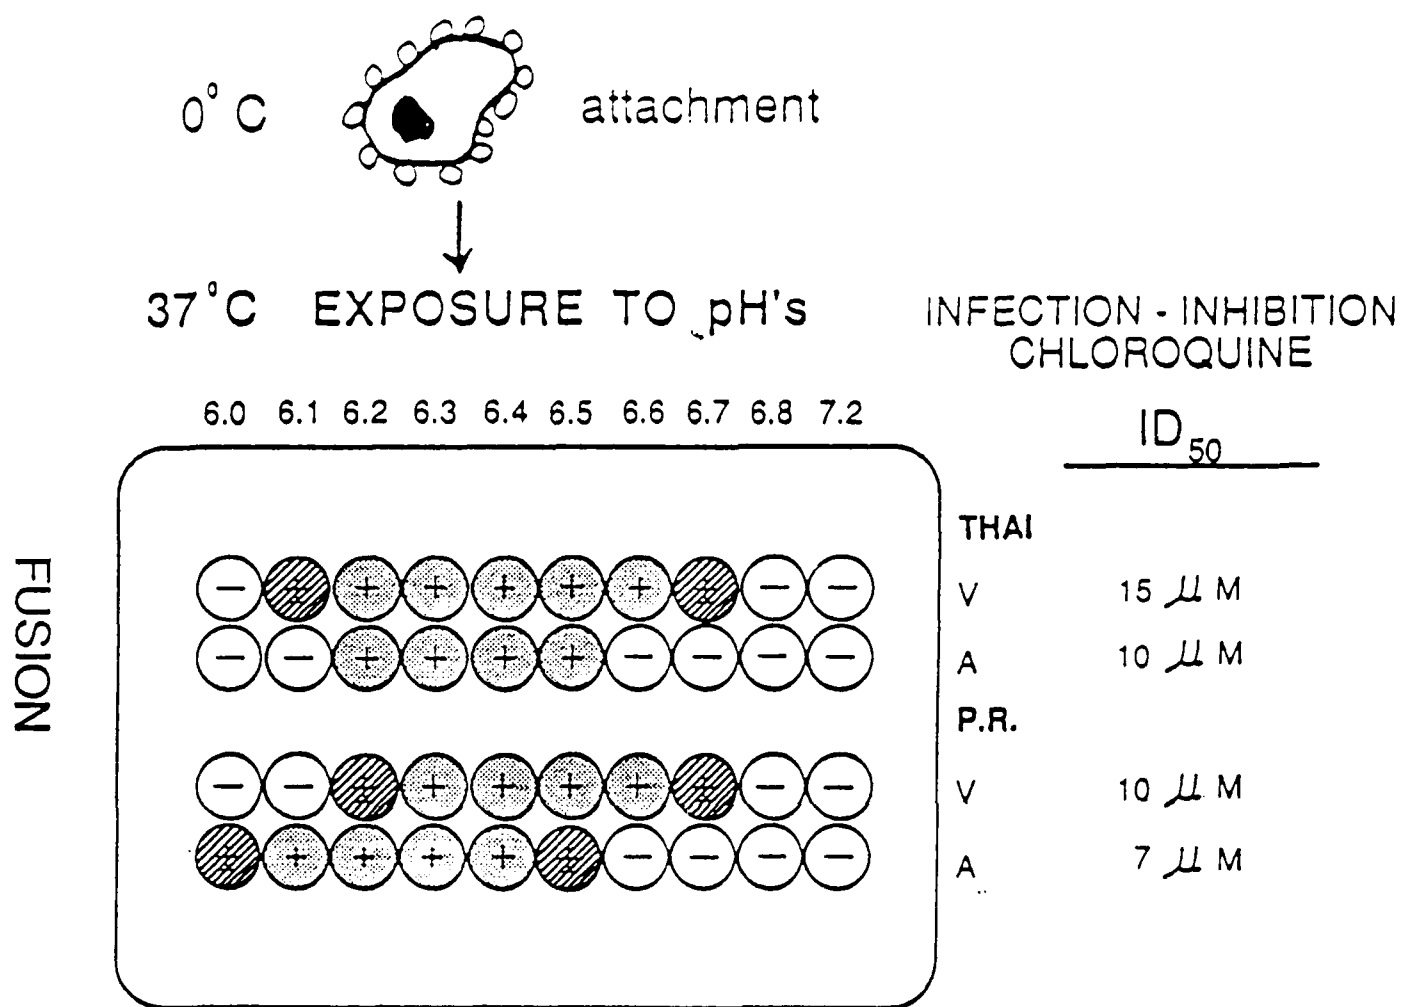 0° C attachment
37°C EXPOSURE TO pH's
INFECTION - INHIBITION
CHLOROQUINE
6.0 6.1 6.2 6.3 6.4 6.5 6.6 6.7 6.8 7.2
ID50
FUSION
THAI
− ± + + + + + ± − − V 15 μM
− − + + + + − − − − A 10 μM
P.R.
− − ± + + + + ± − − V 10 μM
± + + + + ± − − − − A 7 μM